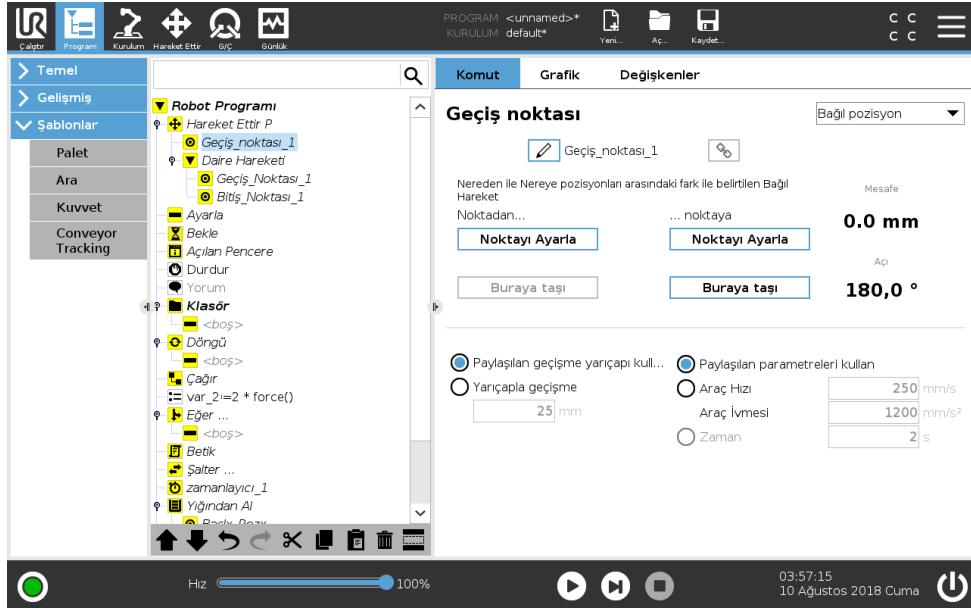 UR
PROGRAM <unnamed>*
KURULUM default*
Yeni...
Aç...
Kaydet...
C C
C C
Çalıştır
Program
Kurulum
Hareket Ettir
G/Ç
Günlük
Temel
Gelişmiş
Şablonlar
Palet
Ara
Kuvvet
Conveyor
Tracking
Robot Programı
Hareket Ettir P
Geçiş_noktası_1
Daire Hareketi
Geçiş_Noktası_1
Bitiş_Noktası_1
Ayarla
Bekle
Açılan Pencere
Durdur
Yorum
Klasör
<boş>
Döngü
<boş>
Çağır
var_2:=2 * force()
Eğer ...
<boş>
Betik
Şalter ...
zamanlayıcı_1
Yığından Al
Komut
Grafik
Değişkenler
Geçiş noktası
Bağıl pozisyon
Geçiş_noktası_1
Nereden ile Nereye pozisyonları arasındaki fark ile belirtilen Bağıl
Hareket
Mesafe
Noktadan...
... noktaya
0.0 mm
Noktayı Ayarla
Noktayı Ayarla
Açı
Buraya taşı
Buraya taşı
180,0 °
Paylaşılan geçişme yarıçapı kull...
Paylaşılan parametreleri kullan
Yarıçapla geçişme
Araç Hızı
250 mm/s
25 mm
Araç İvmesi
1200 mm/s²
Zaman
2 s
Hız
100%
03:57:15
10 Ağustos 2018 Cuma